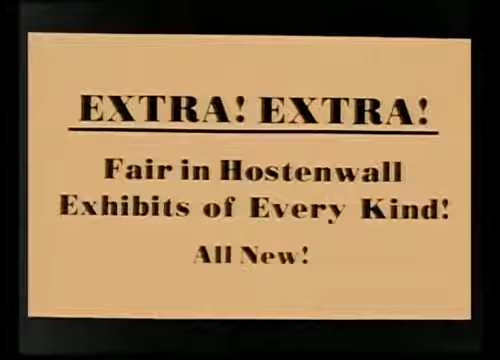 EXTRA! EXTRA!
Fair in Hostenwall
Exhibits of Every Kind!
All New!